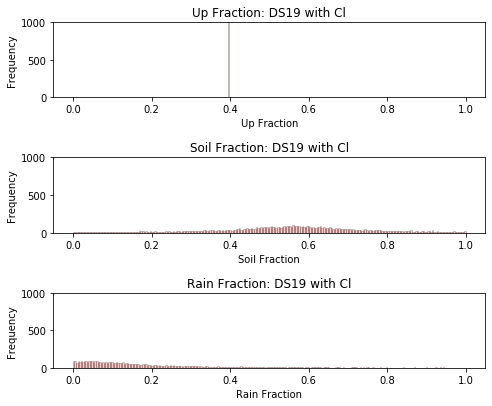 Up Fraction: DS19 with Cl
1000
500
0
Frequency
0.0 0.2 0.4 0.6 0.8 1.0
Up Fraction
Soil Fraction: DS19 with Cl
1000
500
0
Frequency
0.0 0.2 0.4 0.6 0.8 1.0
Soil Fraction
Rain Fraction: DS19 with Cl
1000
500
0
Frequency
0.0 0.2 0.4 0.6 0.8 1.0
Rain Fraction